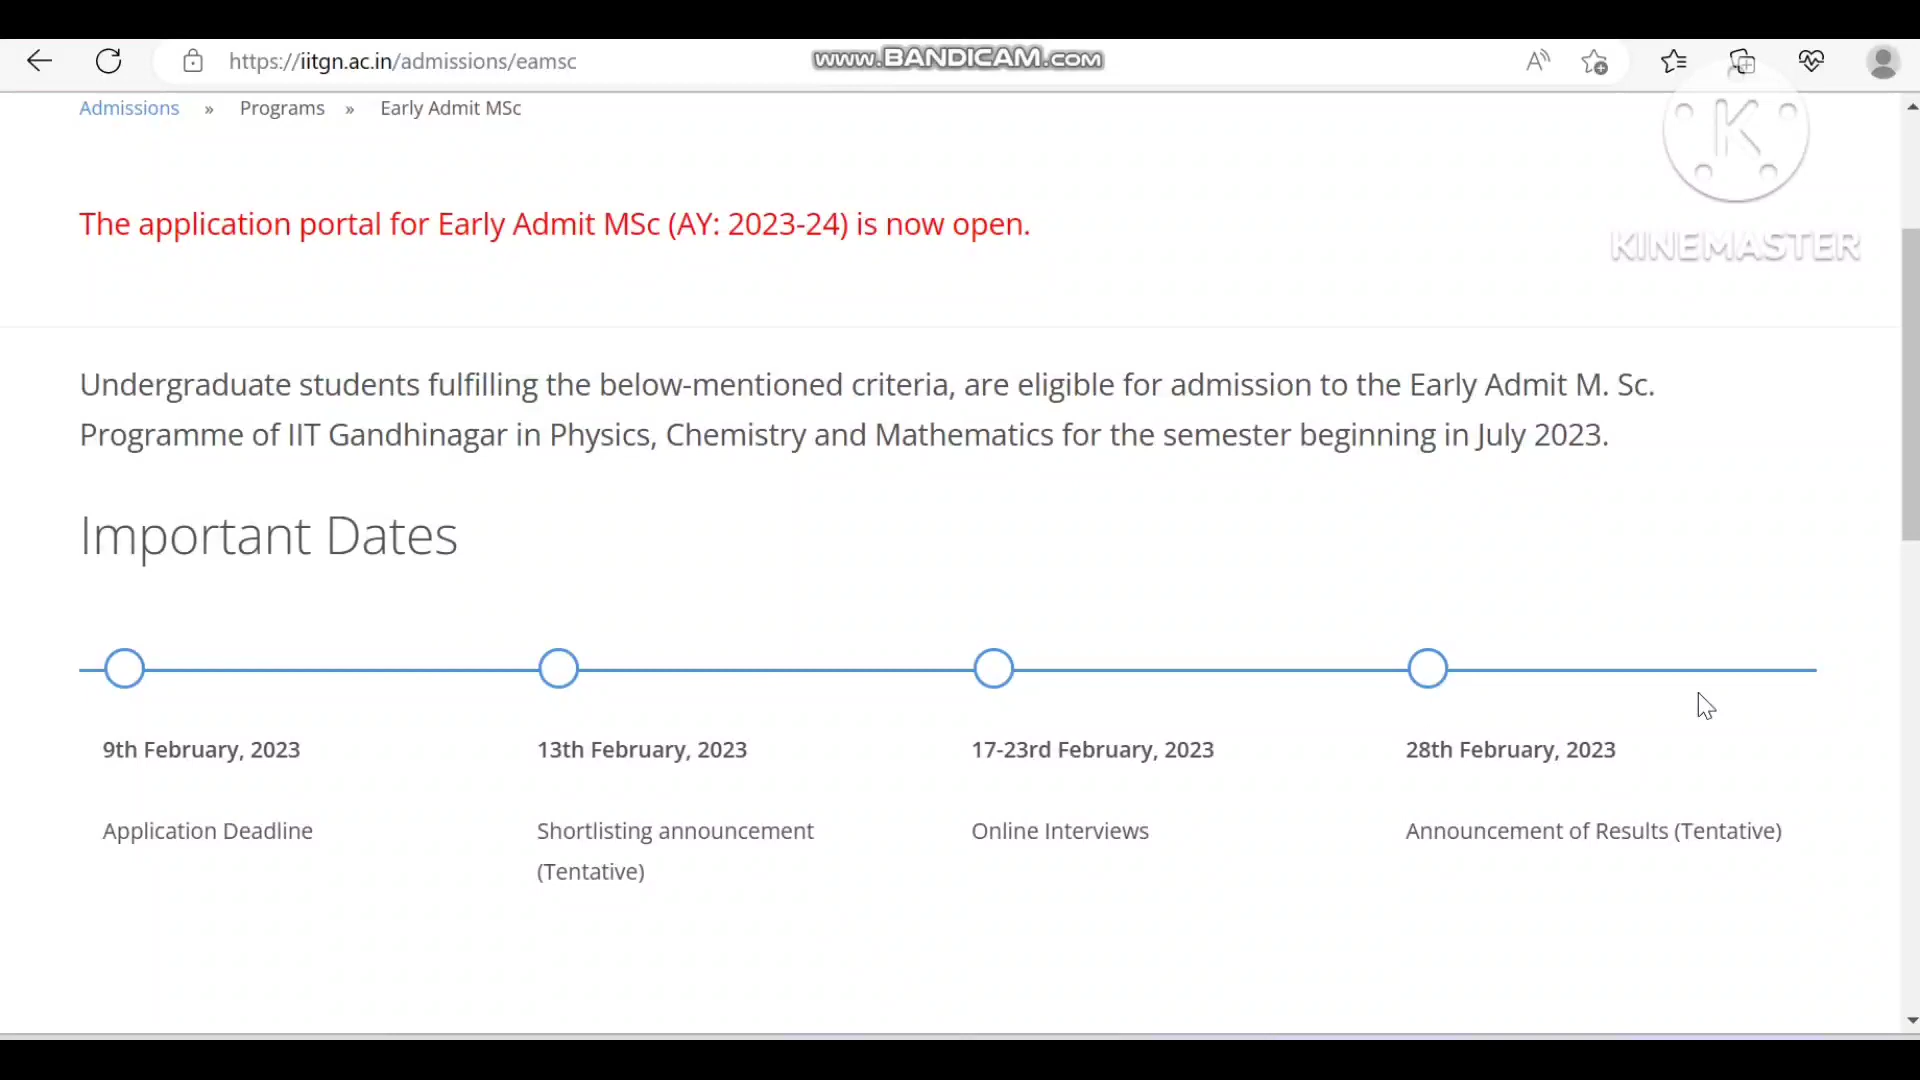 https://iitgn.ac.in/admissions/eamsc
www.BANDICAM.com
Admissions » Programs » Early Admit MSc
K
KINEMASTER
The application portal for Early Admit MSc (AY: 2023-24) is now open.
Undergraduate students fulfilling the below-mentioned criteria, are eligible for admission to the Early Admit M. Sc.
Programme of IIT Gandhinagar in Physics, Chemistry and Mathematics for the semester beginning in July 2023.
Important Dates
9th February, 2023
Application Deadline
13th February, 2023
Shortlisting announcement
(Tentative)
17-23rd February, 2023
Online Interviews
28th February, 2023
Announcement of Results (Tentative)